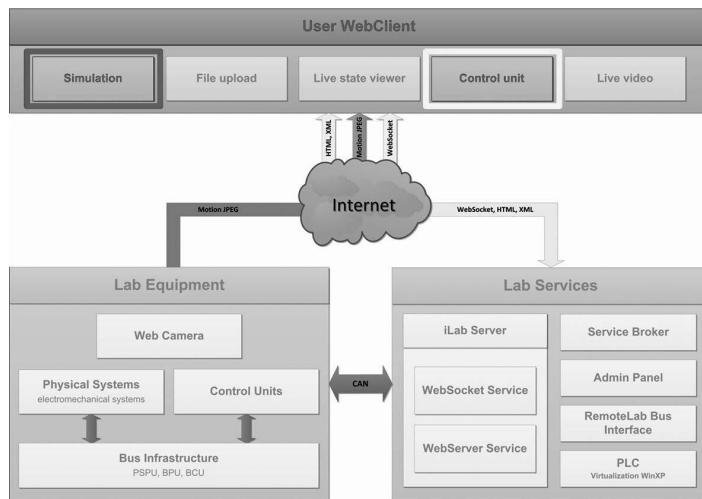 User WebClient
Simulation
File upload
Live state viewer
Control unit
Live video
HTML, XML
Motion JPEG
WebSocket
Internet
Motion JPEG
WebSocket, HTML, XML
Lab Equipment
Web Camera
Physical Systems
electromechanical systems
Control Units
Bus Infrastructure
PSPU, BPU, BCU
CAN
Lab Services
iLab Server
WebSocket Service
WebServer Service
Service Broker
Admin Panel
RemoteLab Bus
Interface
PLC
Virtualization WinXP